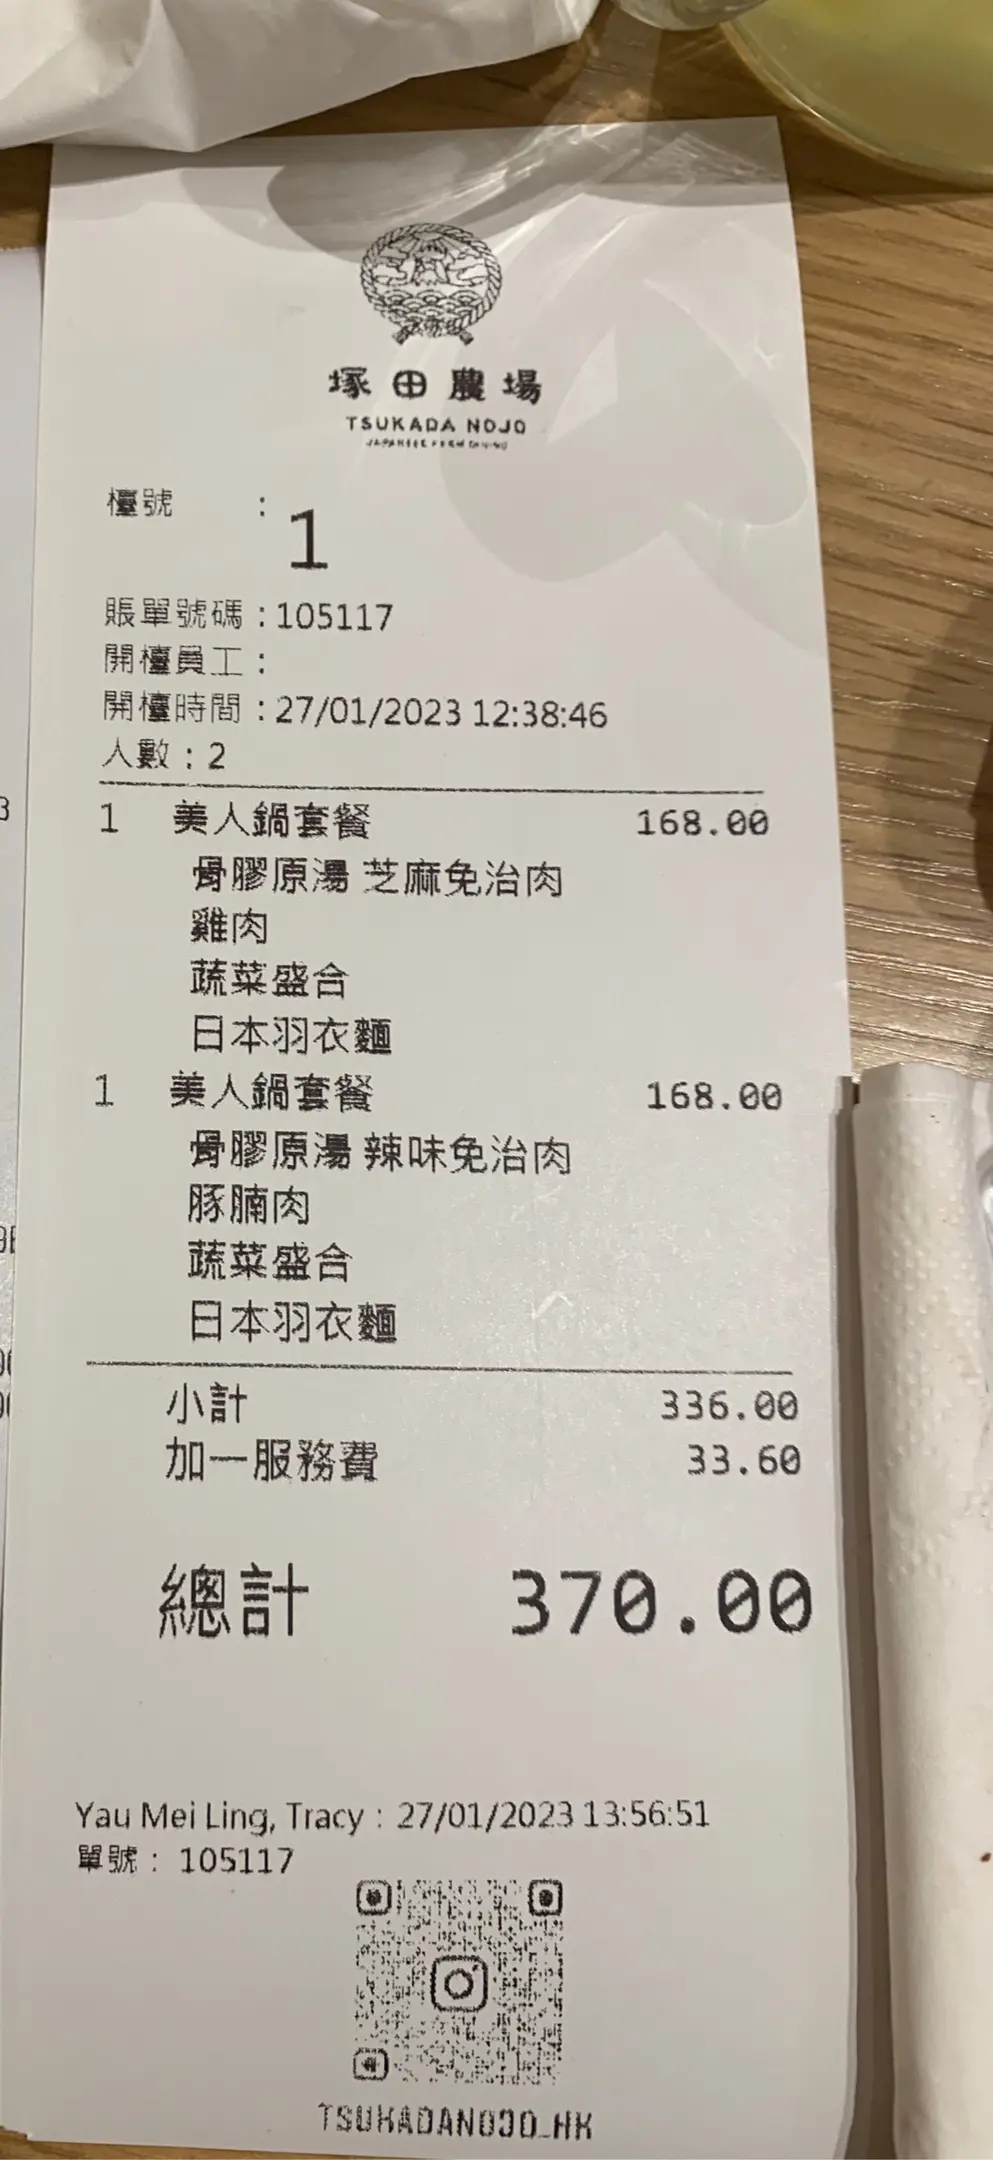 塚田農場
TSUKADA NOJO
JAPANESE FARM DINING
檯號 : 1
賬單號碼 : 105117
開檯員工 :
開檯時間 : 27/01/2023 12:38:46
人數 : 2
1 美人鍋套餐 168.00
骨膠原湯 芝麻免治肉
雞肉
蔬菜盛合
日本羽衣麵
1 美人鍋套餐 168.00
骨膠原湯 辣味免治肉
豚腩肉
蔬菜盛合
日本羽衣麵
小計 336.00
加一服務費 33.60
總計 370.00
Yau Mei Ling, Tracy : 27/01/2023 13:56:51
單號 : 105117
TSUKADANOJO_HK